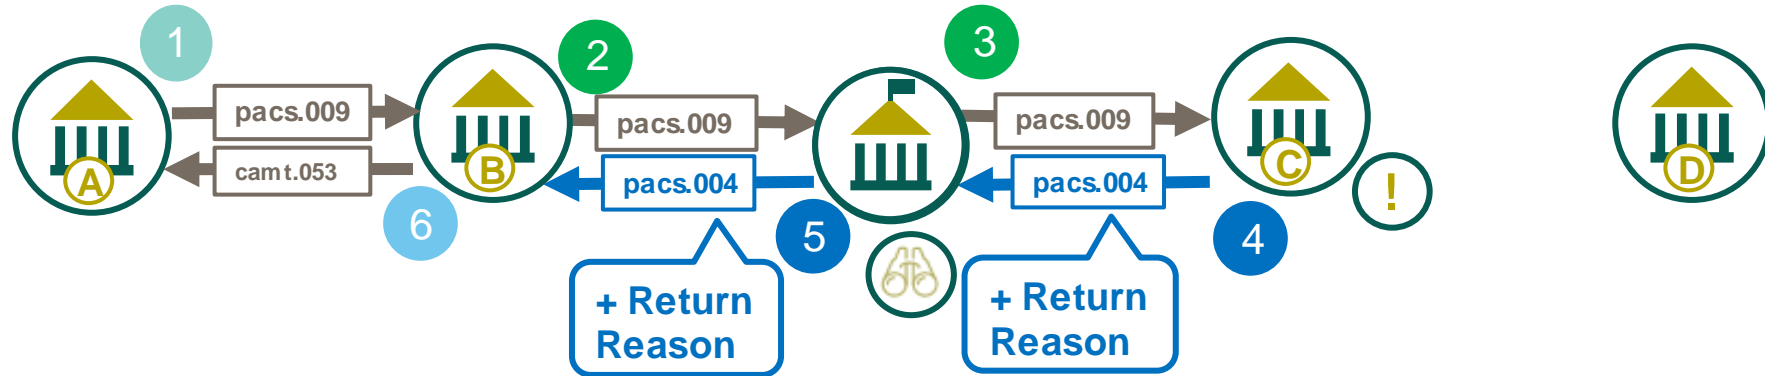 1
2
3
pacs.009
pacs.009
pacs.009
camt.053
pacs.004
pacs.004
A
B
C
D
!
6
5
4
+ Return
Reason
+ Return
Reason